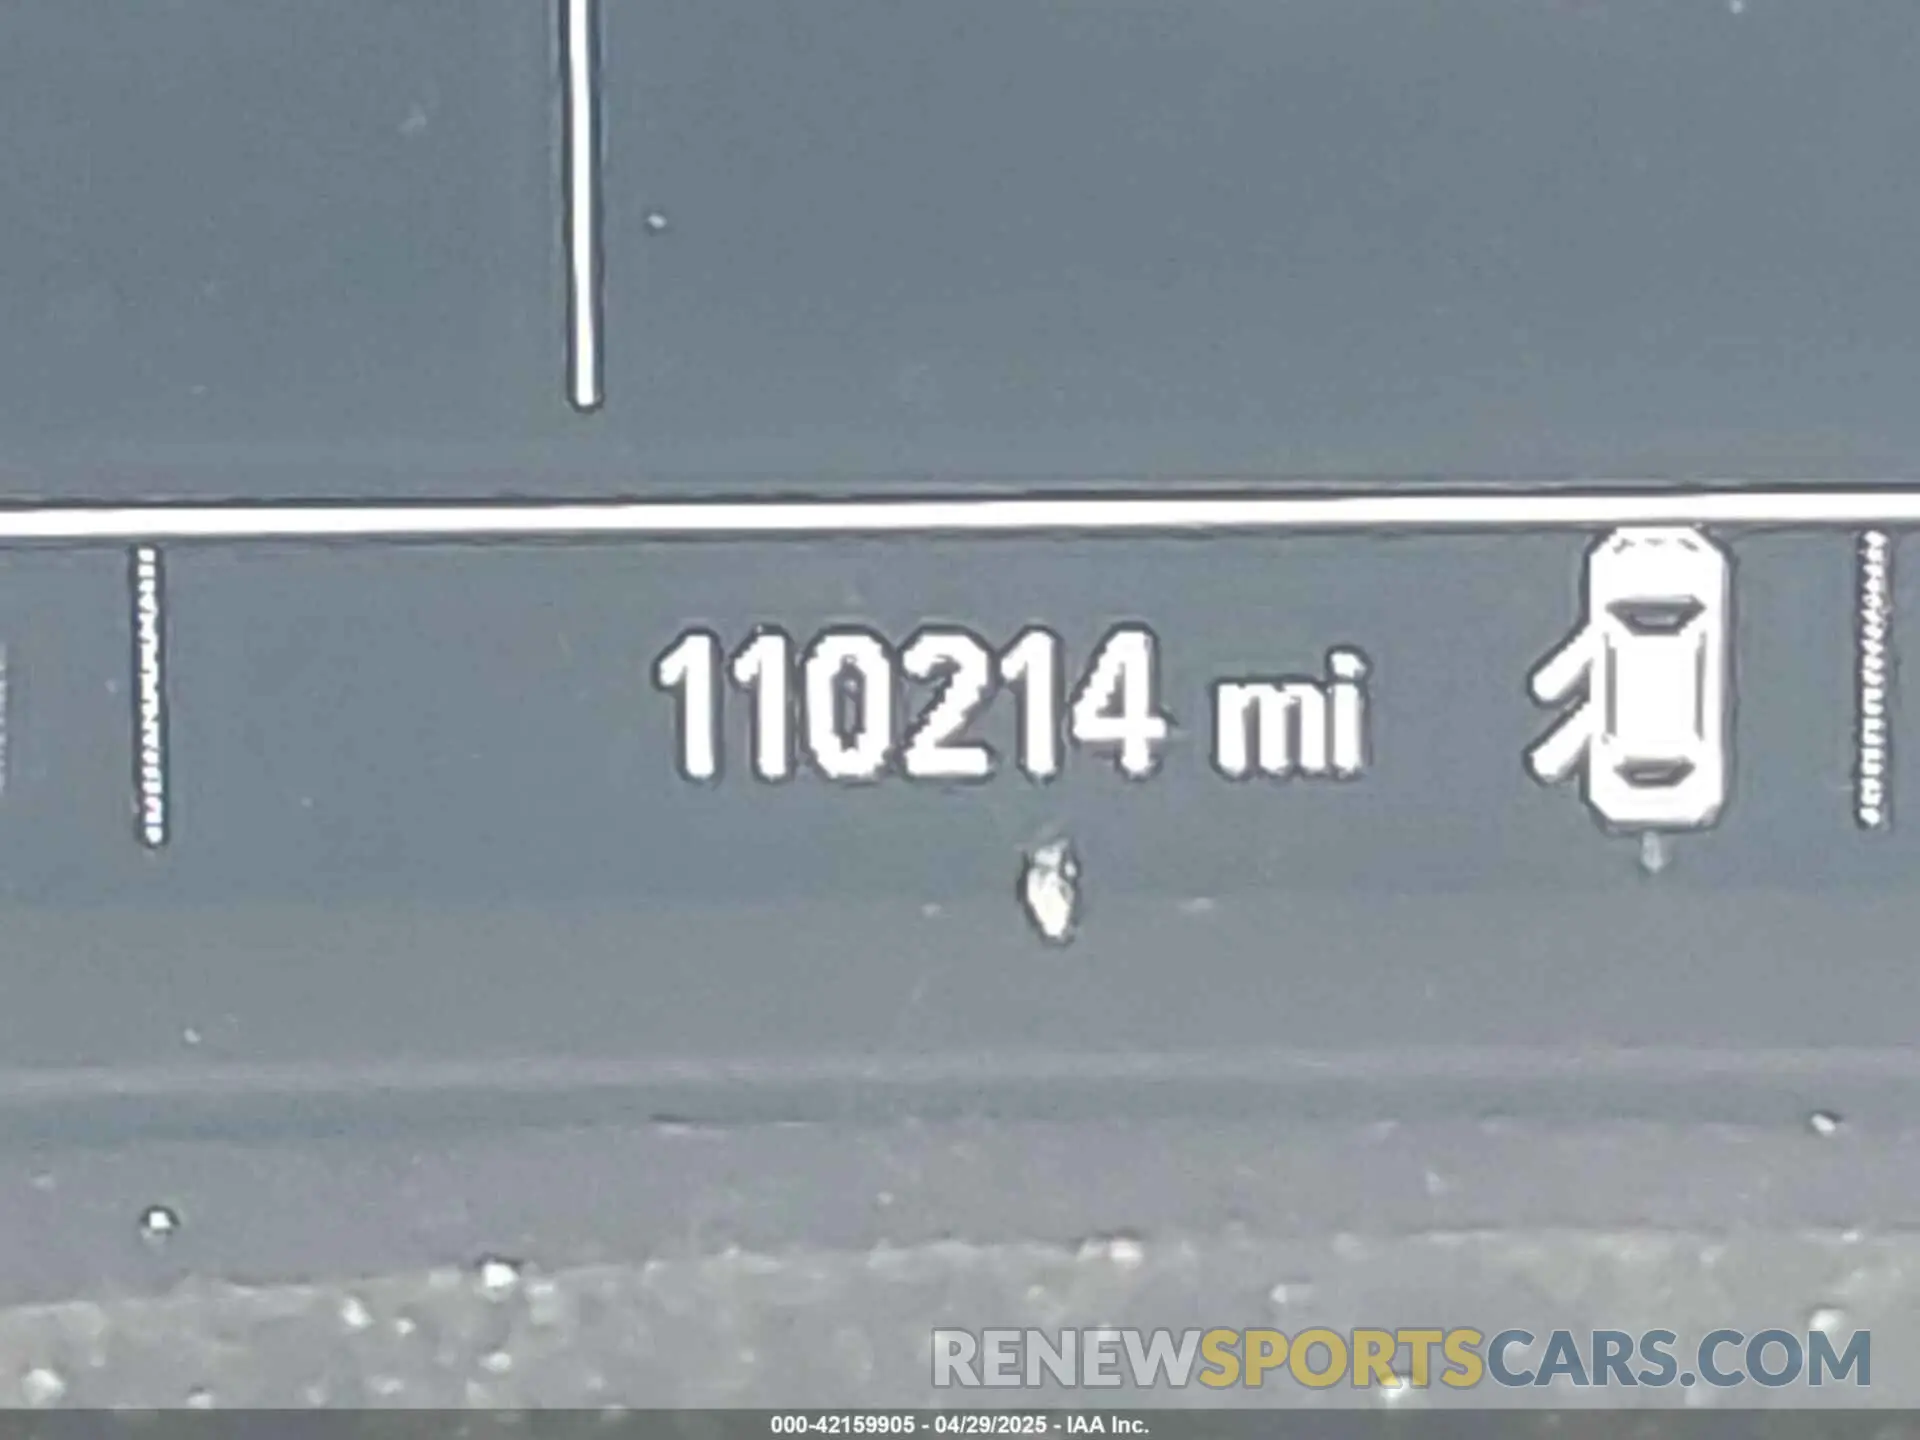 110214 mi
RENEWSPORTSCARS.COM
000-42159905 - 04/29/2025 - IAA Inc.